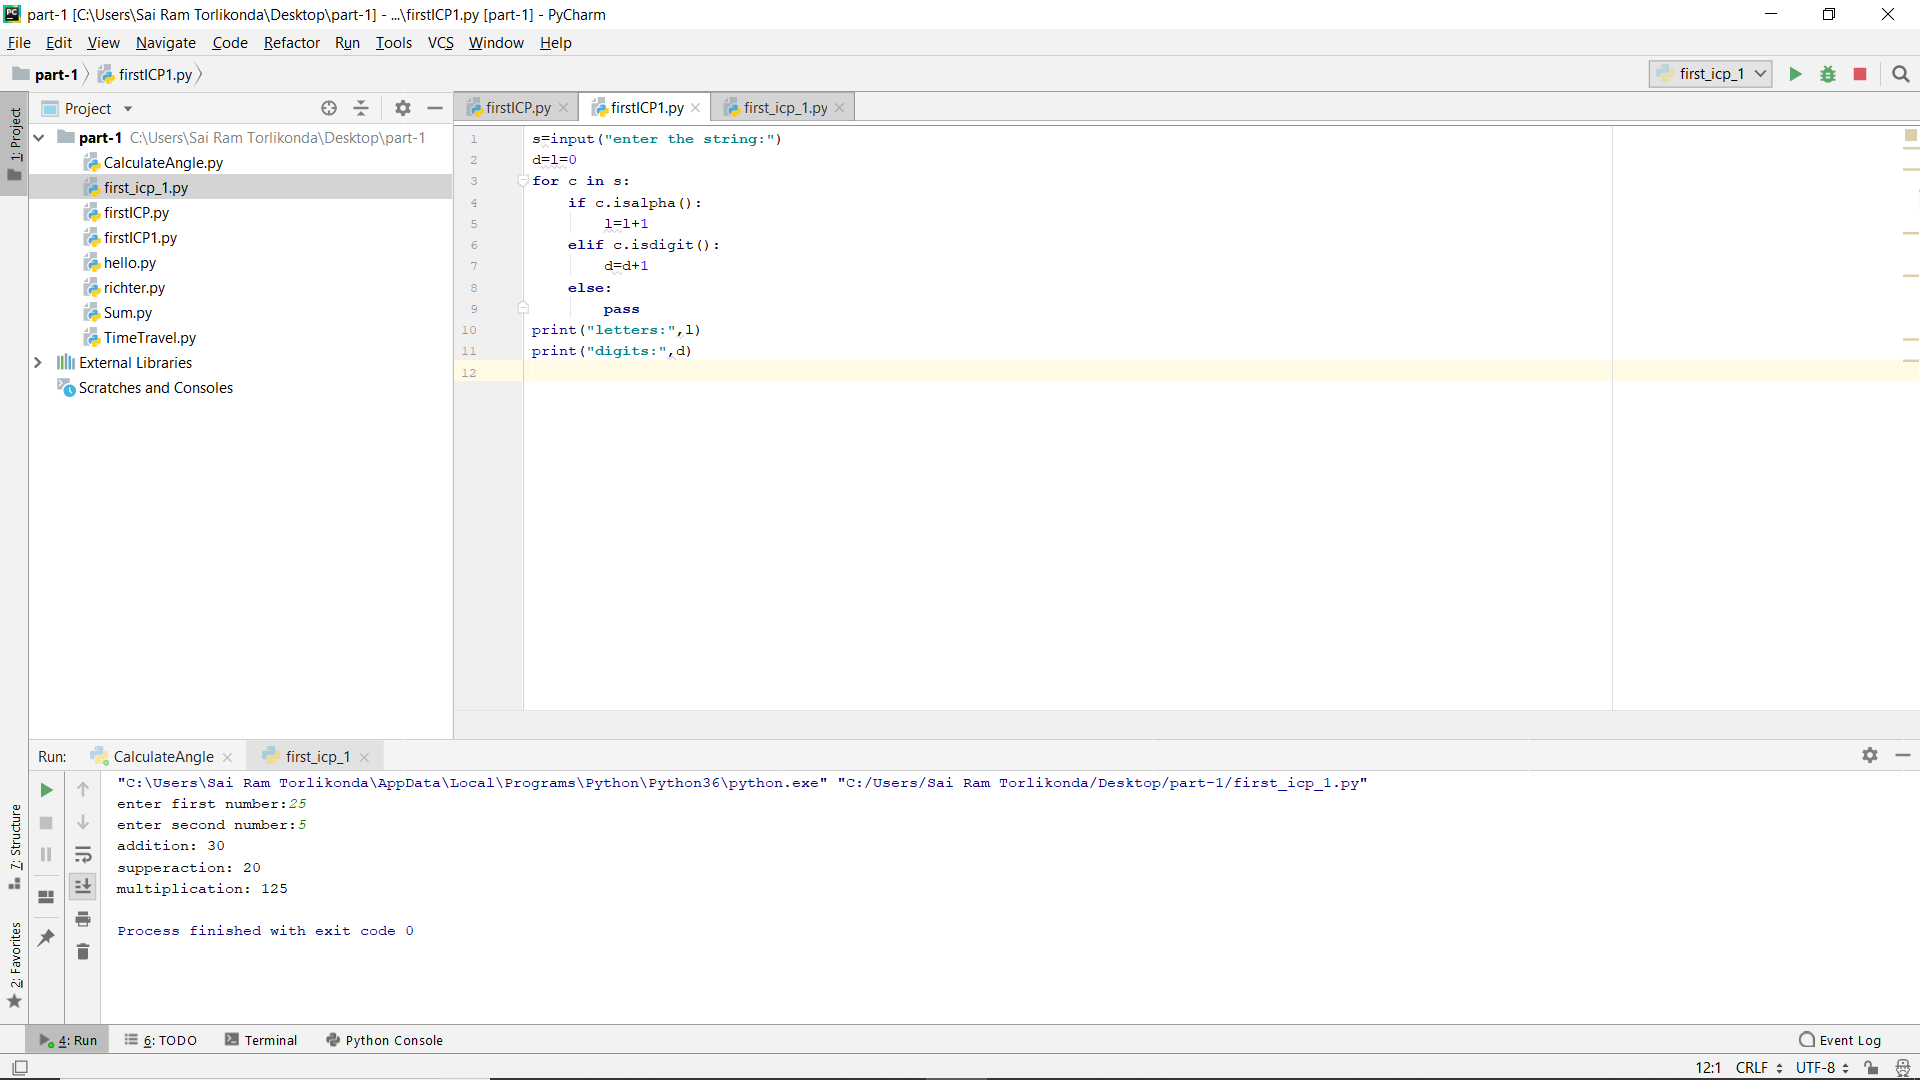 part-1 [C:\Users\Sai Ram Torlikonda\Desktop\part-1] - ...\firstICP1.py [part-1] - PyCharm
File Edit View Navigate Code Refactor Run Tools VCS Window Help
part-1 firstICP1.py first_icp_1
1: Project
Project
part-1 C:\Users\Sai Ram Torlikonda\Desktop\part-1
CalculateAngle.py
first_icp_1.py
firstICP.py
firstICP1.py
hello.py
richter.py
Sum.py
TimeTravel.py
External Libraries
Scratches and Consoles
firstICP.py firstICP1.py first_icp_1.py
1 s=input("enter the string:")
2 d=l=0
3 for c in s:
4 if c.isalpha():
5 l=l+1
6 elif c.isdigit():
7 d=d+1
8 else:
9 pass
10 print("letters:",l)
11 print("digits:",d)
12
Run: CalculateAngle first_icp_1
"C:\Users\Sai Ram Torlikonda\AppData\Local\Programs\Python\Python36\python.exe" "C:/Users/Sai Ram Torlikonda/Desktop/part-1/first_icp_1.py"
enter first number:25
enter second number:5
addition: 30
supperaction: 20
multiplication: 125
Process finished with exit code 0
7: Structure
2: Favorites
4: Run 6: TODO Terminal Python Console Event Log
12:1 CRLF UTF-8